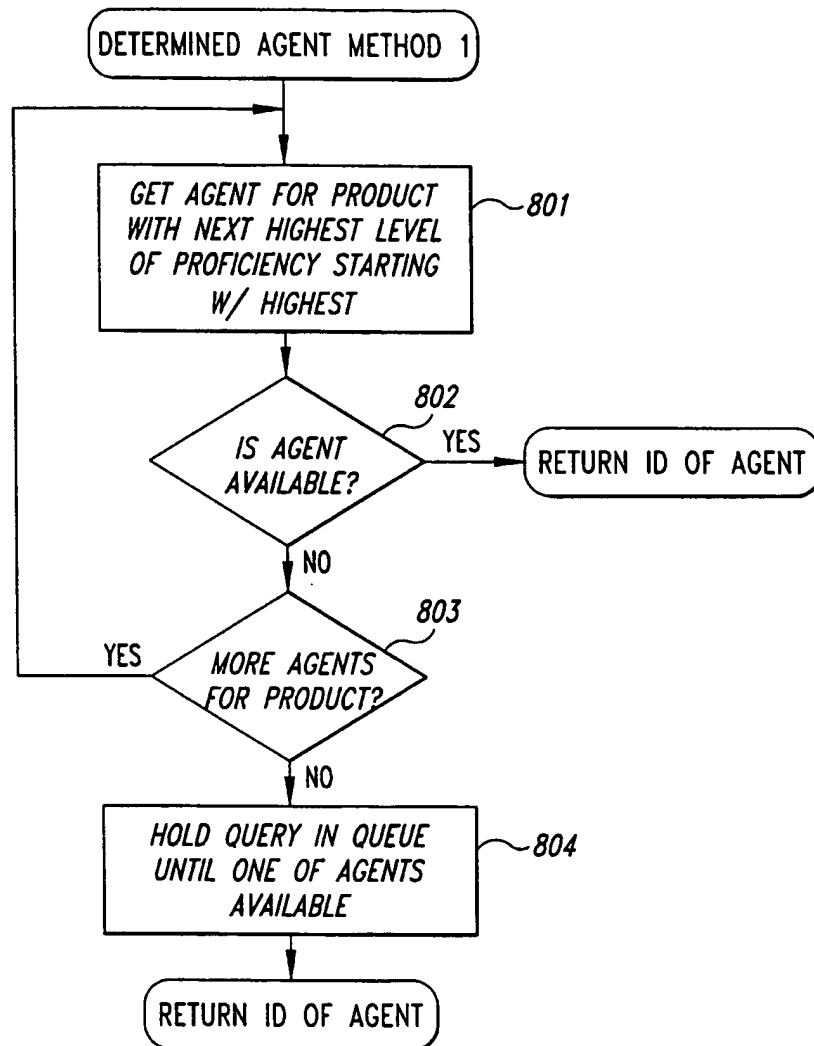 DETERMINED AGENT METHOD 1
GET AGENT FOR PRODUCT
WITH NEXT HIGHEST LEVEL
OF PROFICIENCY STARTING
W/ HIGHEST
801
802
IS AGENT
AVAILABLE?
YES
RETURN ID OF AGENT
NO
803
YES
MORE AGENTS
FOR PRODUCT?
NO
HOLD QUERY IN QUEUE
UNTIL ONE OF AGENTS
AVAILABLE
804
RETURN ID OF AGENT